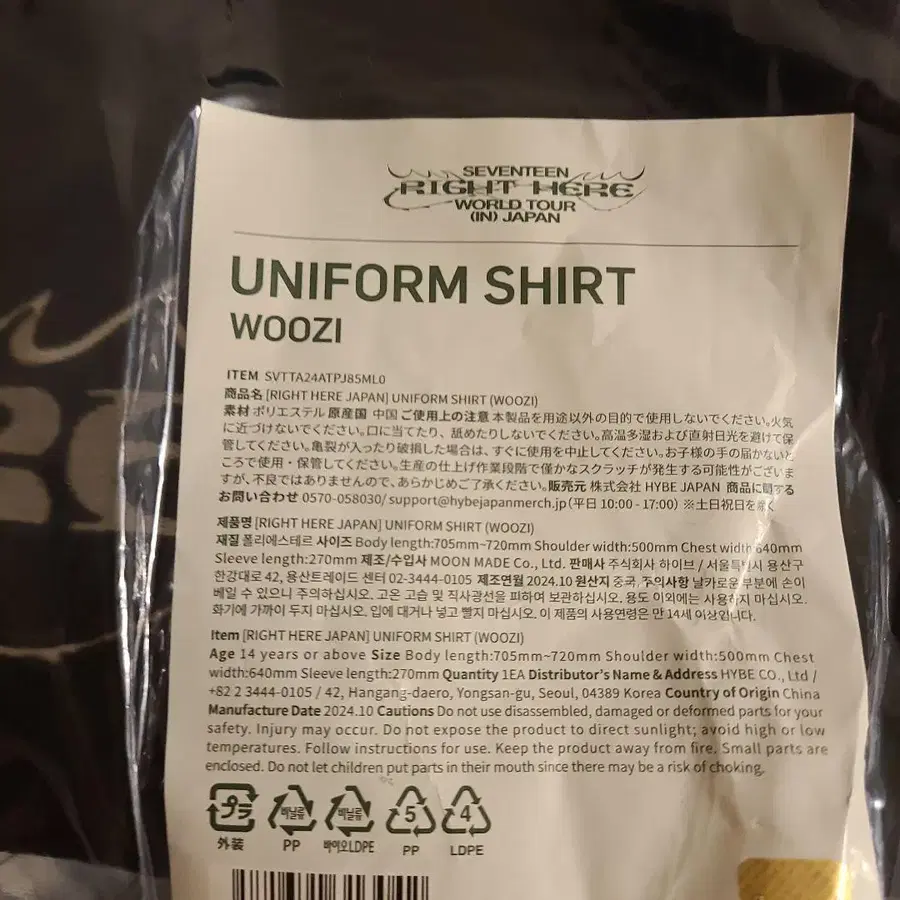 SEVENTEEN
RIGHT HERE
WORLD TOUR
(IN) JAPAN
UNIFORM SHIRT
WOOZI
ITEM SVTTA24ATPJ85ML0
商品名 [RIGHT HERE JAPAN] UNIFORM SHIRT (WOOZI)
素材 ポリエステル 原産国 中国 ご使用上の注意 本製品を用途以外の目的で使用しないでください。火気
に近づけないでください。口に当てたり、舐めたりしないでください。高温多湿および直射日光を避けて保
管してください。亀裂が入ったり破損した場合は、すぐに使用を中止してください。お子様の手の届かないと
ころで使用・保管してください。生産の仕上げ作業段階で僅かなスクラッチが発生する可能性がございま
すが、不良ではありませんので、あらかじめご了承ください。販売元 株式会社 HYBE JAPAN 商品に関する
お問い合わせ 0570-058030/ support@hybejapanmerch.jp (平日 10:00 - 17:00) ※土日祝日を除く
제품명 [RIGHT HERE JAPAN] UNIFORM SHIRT (WOOZI)
재질 폴리에스테르 사이즈 Body length:705mm~720mm Shoulder width:500mm Chest width:640mm
Sleeve length:270mm 제조/수입사 MOON MADE Co., Ltd. 판매사 주식회사 하이브 / 서울특별시 용산구
한강대로 42, 용산트레이드 센터 02-3444-0105 제조연월 2024.10 원산지 중국, 주의사항 날카로운 부분에 손이
베일 수 있으니 주의하십시오. 고온 고습 및 직사광선을 피하여 보관하십시오. 용도 이외에는 사용하지 마십시오.
화기에 가까이 두지 마십시오. 입에 대거나 넣고 빨지 마십시오. 이 제품의 사용연령은 만 14세 이상입니다.
Item [RIGHT HERE JAPAN] UNIFORM SHIRT (WOOZI)
Age 14 years or above Size Body length:705mm~720mm Shoulder width:500mm Chest
width:640mm Sleeve length:270mm Quantity 1EA Distributor's Name & Address HYBE CO., Ltd /
+82 2 3444-0105 / 42, Hangang-daero, Yongsan-gu, Seoul, 04389 Korea Country of Origin China
Manufacture Date 2024.10 Cautions Do not use disassembled, damaged or deformed parts for your
safety. Injury may occur. Do not expose the product to direct sunlight; avoid high or low
temperatures. Follow instructions for use. Keep the product away from fire. Small parts are
enclosed. Do not let children put parts in their mouth since there may be a risk of choking.
プラ 비닐류 비닐류 5 4
外装 PP 바이오LDPE PP LDPE